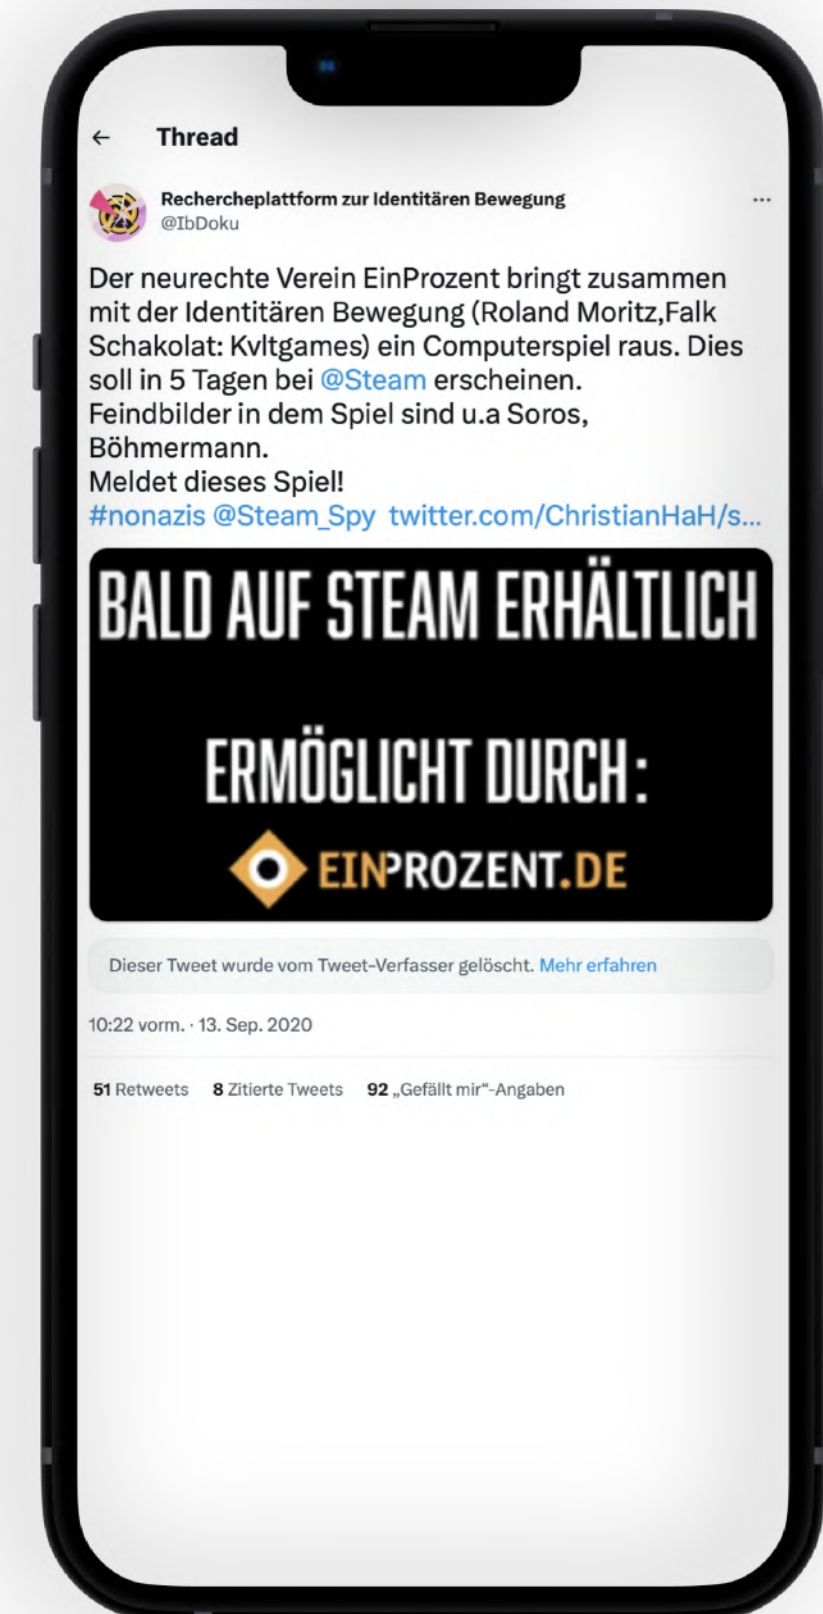 ← Thread
Rechercheplattform zur Identitären Bewegung ...
@IbDoku
Der neurechte Verein EinProzent bringt zusammen
mit der Identitären Bewegung (Roland Moritz,Falk
Schakolat: Kvltgames) ein Computerspiel raus. Dies
soll in 5 Tagen bei @Steam erscheinen.
Feindbilder in dem Spiel sind u.a Soros,
Böhmermann.
Meldet dieses Spiel!
#nonazis @Steam_Spy twitter.com/ChristianHaH/s...
BALD AUF STEAM ERHÄLTLICH
ERMÖGLICHT DURCH:
EINPROZENT.DE
Dieser Tweet wurde vom Tweet-Verfasser gelöscht. Mehr erfahren
10:22 vorm. · 13. Sep. 2020
51 Retweets 8 Zitierte Tweets 92 „Gefällt mir“-Angaben